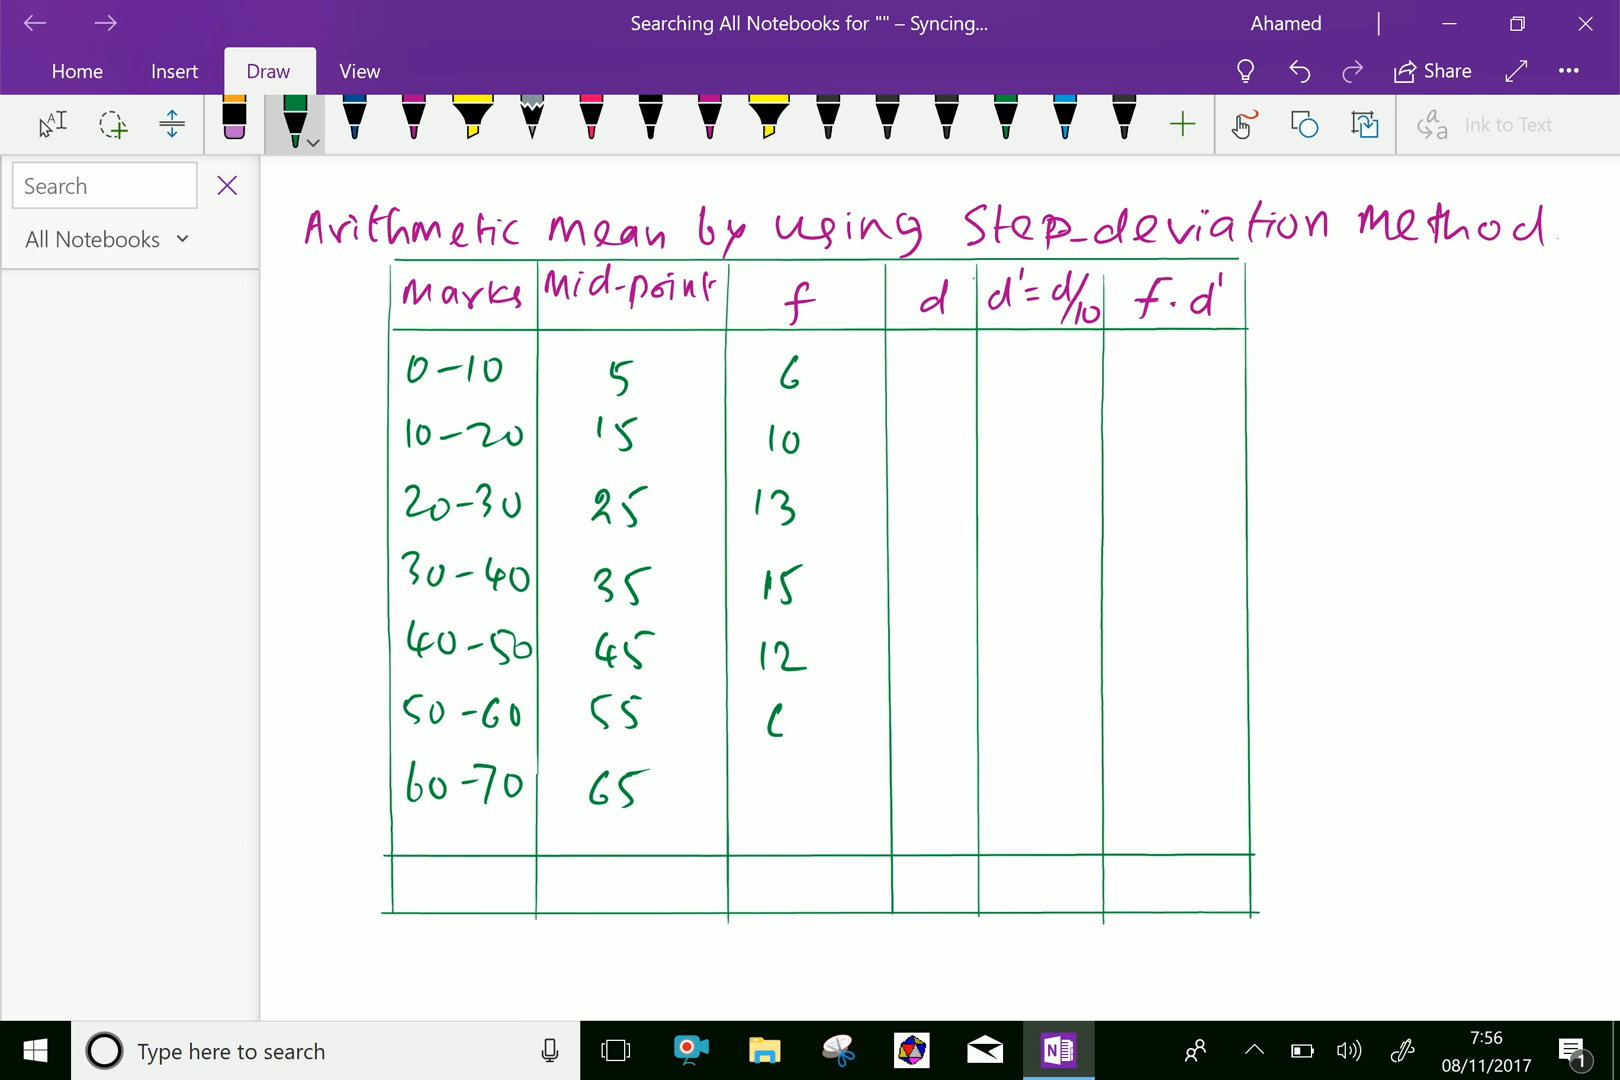 Searching All Notebooks for "" – Syncing...
Ahamed
Home Insert Draw View
Share
Ink to Text
Search
All Notebooks
Arithmetic mean by using Step-deviation Method.
Marks Mid-point f d d' = d/10 f . d'
0-10 5 6
10-20 15 10
20-30 25 13
30-40 35 15
40-50 45 12
50-60 55
60-70 65
Type here to search
7:56
08/11/2017
1